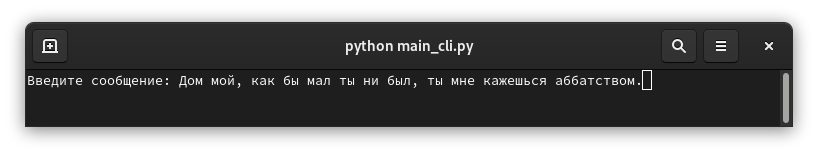 python main_cli.py
Введите сообщение: Дом мой, как бы мал ты ни был, ты мне кажешься аббатством.